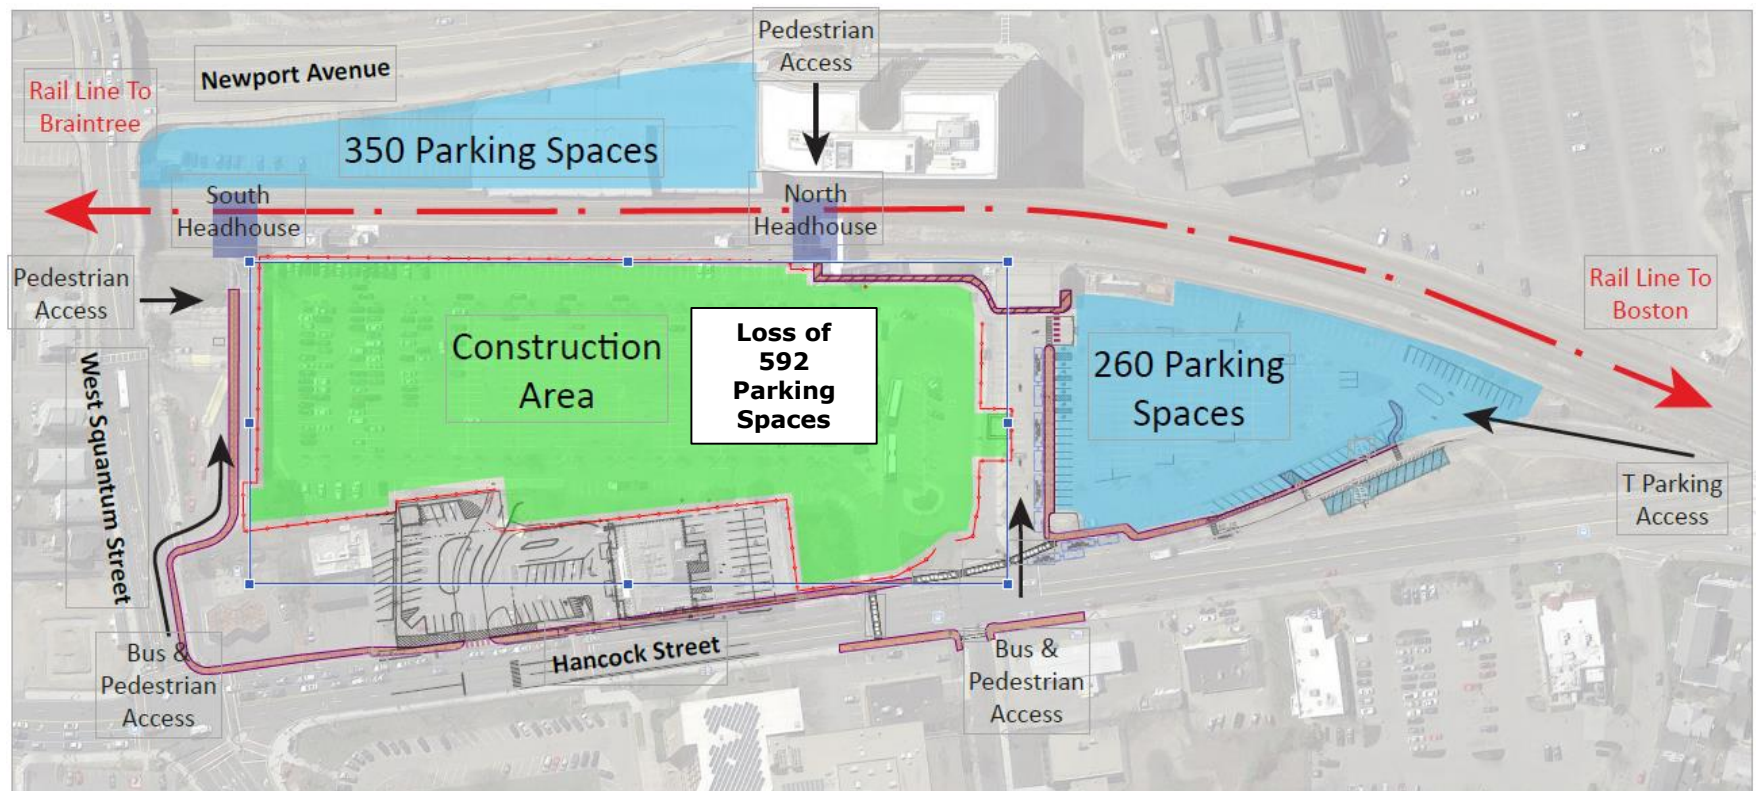 Pedestrian
Access
Newport Avenue
Rail Line To
Braintree
350 Parking Spaces
South
Headhouse
North
Headhouse
Pedestrian
Access
Rail Line To
Boston
Construction
Area
Loss of
592
Parking
Spaces
260 Parking
Spaces
West Squantum Street
T Parking
Access
Bus &
Pedestrian
Access
Hancock Street
Bus &
Pedestrian
Access